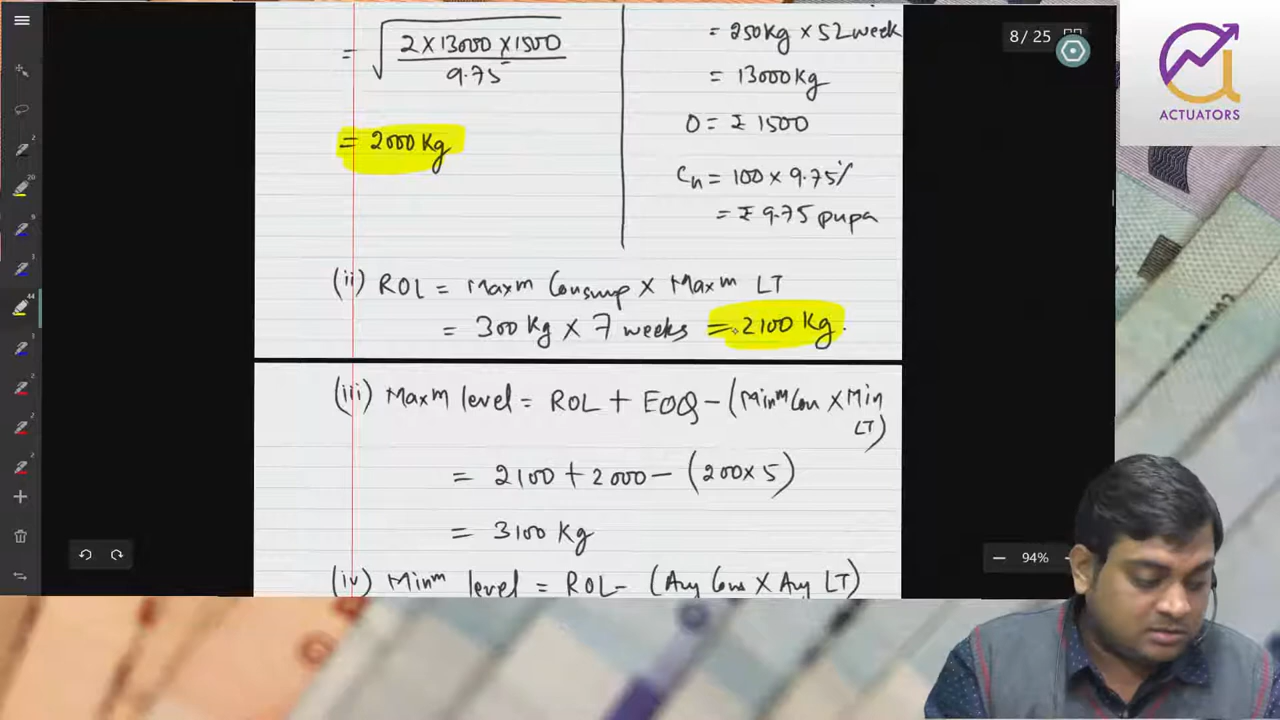 8 / 25
ACTUATORS
= √(2 X 13000 X 1500 / 9.75)
= 2000 Kg
= 250Kg X 52 week
= 13000 Kg
O = ₹ 1500
Ch = 100 x 9.75%
= ₹ 9.75 pupa
(ii) ROL = Maxm Consump X Maxm LT
= 300 Kg X 7 weeks = 2100 Kg.
(iii) Maxm level = ROL + EOQ - (Minm Con X Min LT)
= 2100 + 2000 - (200 x 5)
= 3100 Kg
(iv) Minm level = ROL - (Avg Cons X Avg LT)
94%